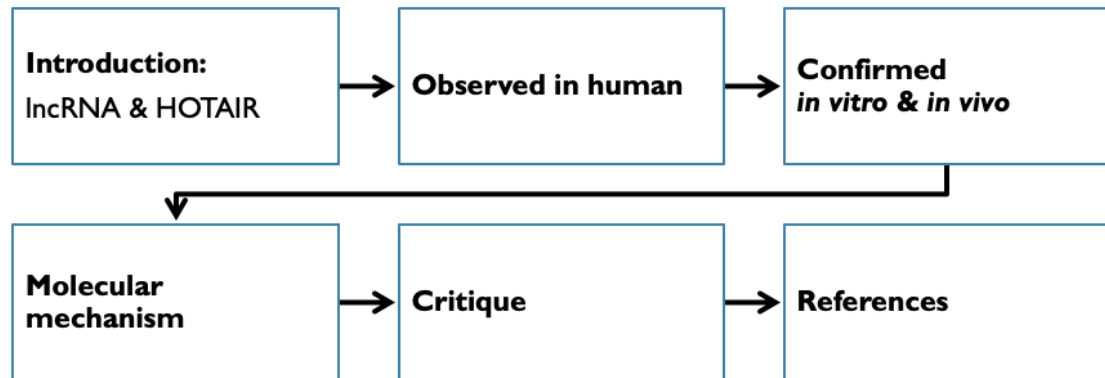 Introduction:
lncRNA & HOTAIR
Observed in human
Confirmed
in vitro & in vivo
Molecular
mechanism
Critique
References